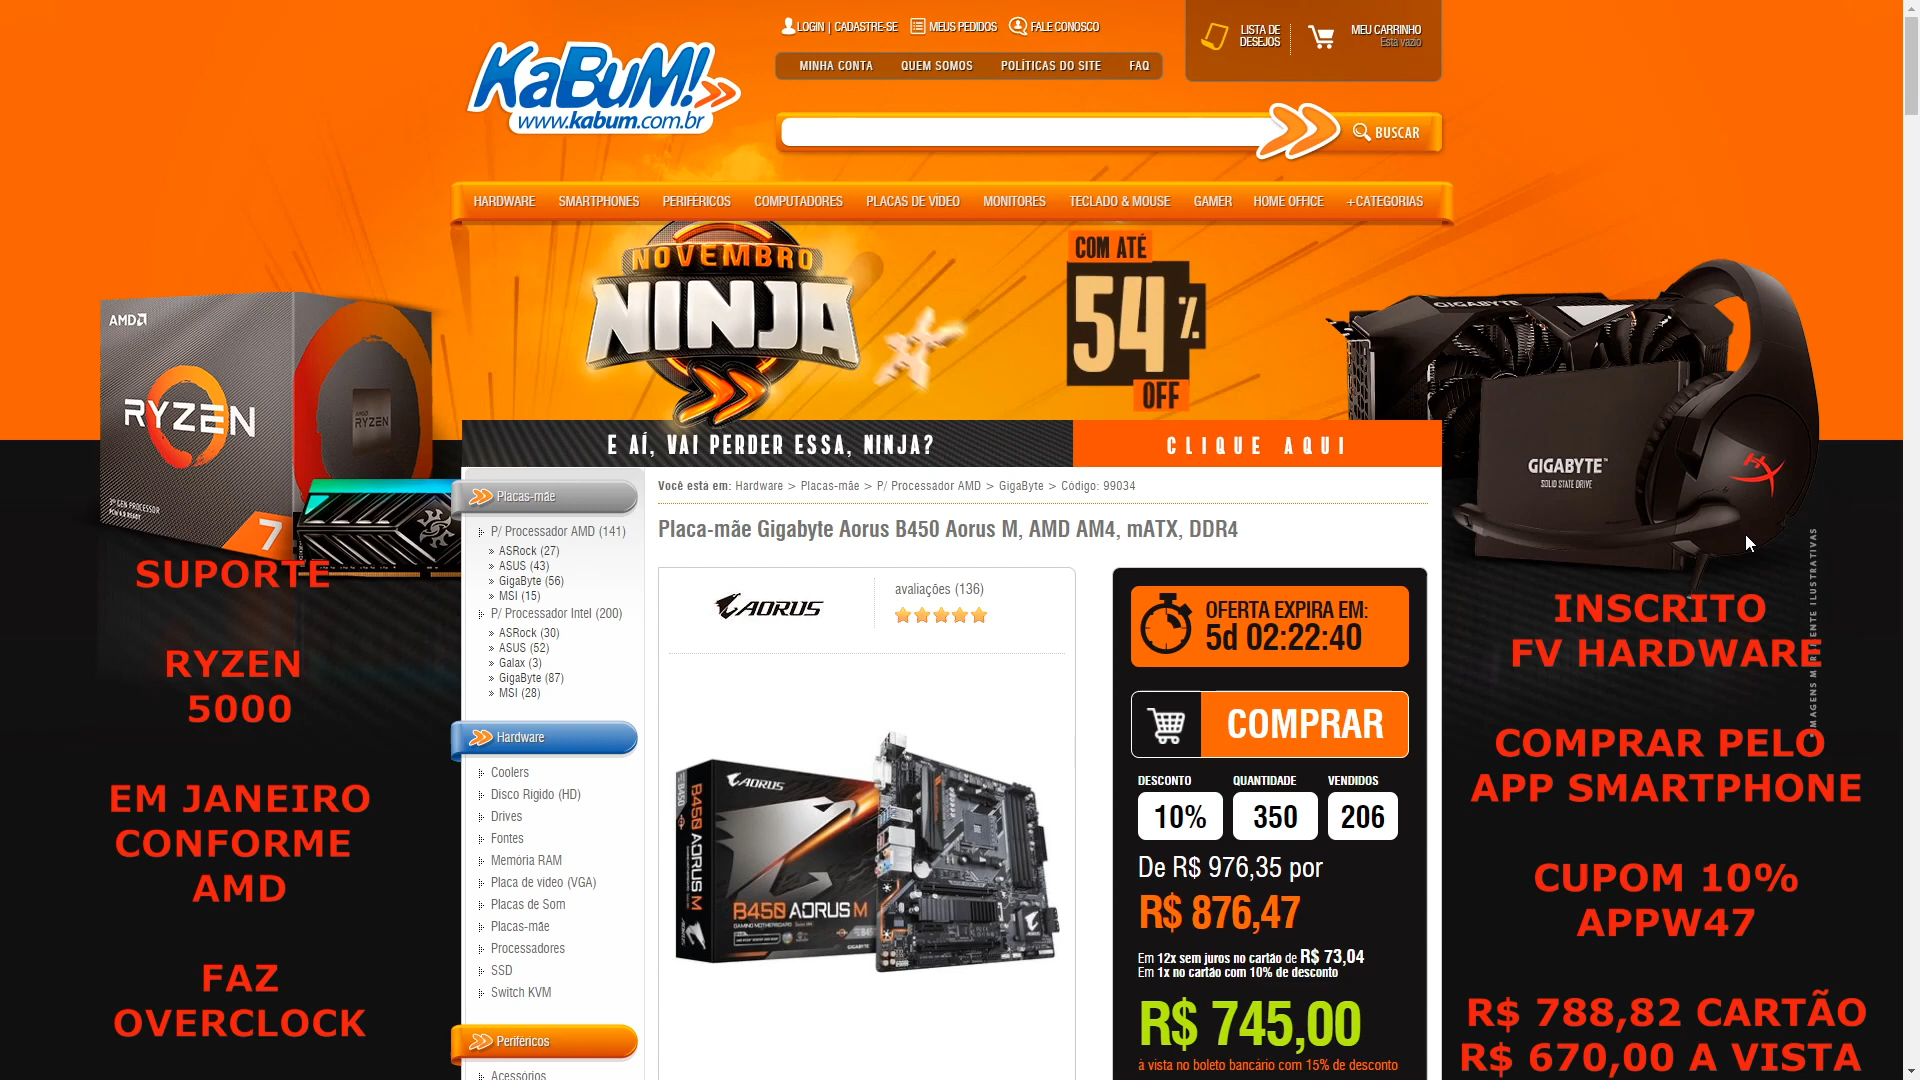 LOGIN | CADASTRE-SE MEUS PEDIDOS FALE CONOSCO
LISTA DE DESEJOS
MEU CARRINHO
Está vazio
KaBuM!
www.kabum.com.br
MINHA CONTA QUEM SOMOS POLÍTICAS DO SITE FAQ
BUSCAR
HARDWARE SMARTPHONES PERIFÉRICOS COMPUTADORES PLACAS DE VÍDEO MONITORES TECLADO & MOUSE GAMER HOME OFFICE +CATEGORIAS
NOVEMBRO
NINJA
COM ATÉ
54%
OFF
E AÍ, VAI PERDER ESSA, NINJA?
CLIQUE AQUI
AMD
RYZEN
RYZEN
3RD GEN PROCESSOR
7
GIGABYTE
GIGABYTE
SOLID STATE DRIVE
SUPORTE
RYZEN
5000
EM JANEIRO
CONFORME
AMD
FAZ
OVERCLOCK
Placas-mãe
P/ Processador AMD (141)
» ASRock (27)
» ASUS (43)
» GigaByte (56)
» MSI (15)
P/ Processador Intel (200)
» ASRock (30)
» ASUS (52)
» Galax (3)
» GigaByte (87)
» MSI (28)
Hardware
Coolers
Disco Rígido (HD)
Drives
Fontes
Memória RAM
Placa de vídeo (VGA)
Placas de Som
Placas-mãe
Processadores
SSD
Switch KVM
Periféricos
Acessórios
Você está em: Hardware > Placas-mãe > P/ Processador AMD > GigaByte > Código: 99034
Placa-mãe Gigabyte Aorus B450 Aorus M, AMD AM4, mATX, DDR4
AORUS
avaliações (136)
AORUS
B450 AORUS M
B450 AORUS M
GAMING MOTHERBOARD
OFERTA EXPIRA EM:
5d 02:22:40
COMPRAR
DESCONTO QUANTIDADE VENDIDOS
10% 350 206
De R$ 976,35 por
R$ 876,47
Em 12x sem juros no cartão de R$ 73,04
Em 1x no cartão com 10% de desconto
R$ 745,00
à vista no boleto bancário com 15% de desconto
INSCRITO
FV HARDWARE
COMPRAR PELO
APP SMARTPHONE
CUPOM 10%
APPW47
R$ 788,82 CARTÃO
R$ 670,00 A VISTA